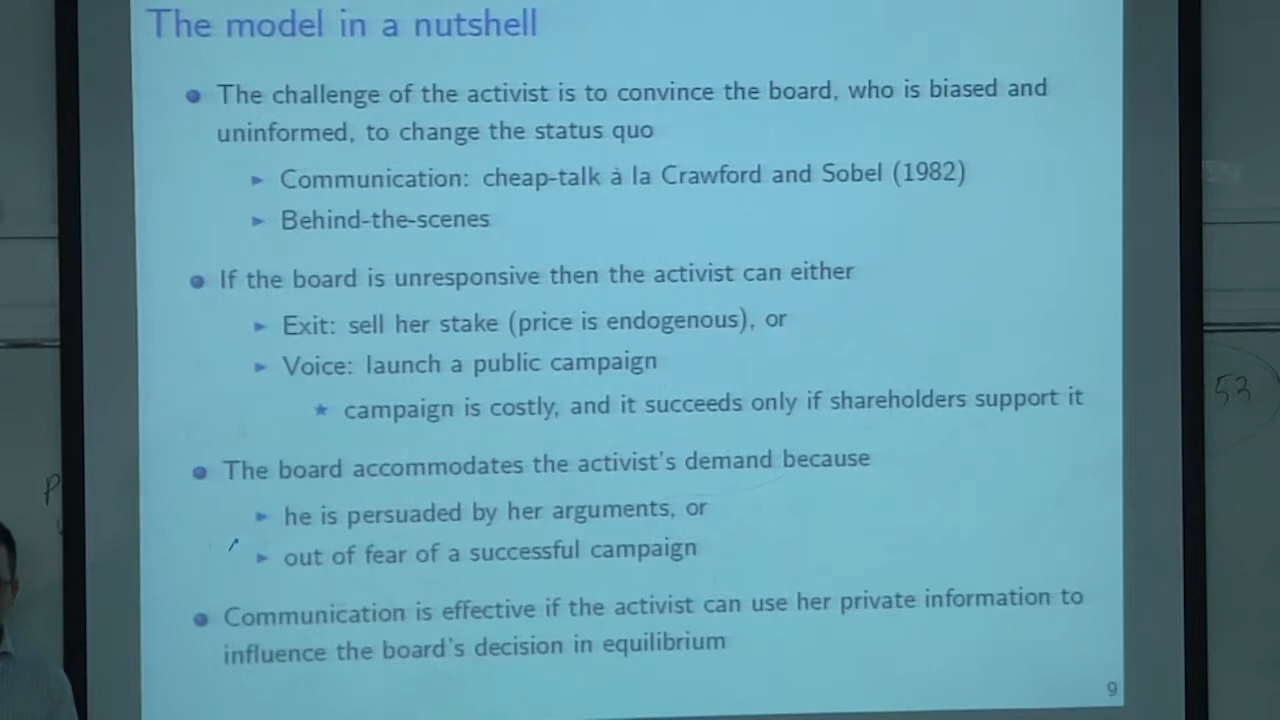 The model in a nutshell
The challenge of the activist is to convince the board, who is biased and
uninformed, to change the status quo
Communication: cheap-talk à la Crawford and Sobel (1982)
Behind-the-scenes
If the board is unresponsive then the activist can either
Exit: sell her stake (price is endogenous), or
Voice: launch a public campaign
campaign is costly, and it succeeds only if shareholders support it
The board accommodates the activist's demand because
he is persuaded by her arguments, or
out of fear of a successful campaign
Communication is effective if the activist can use her private information to
influence the board's decision in equilibrium
9
53
P